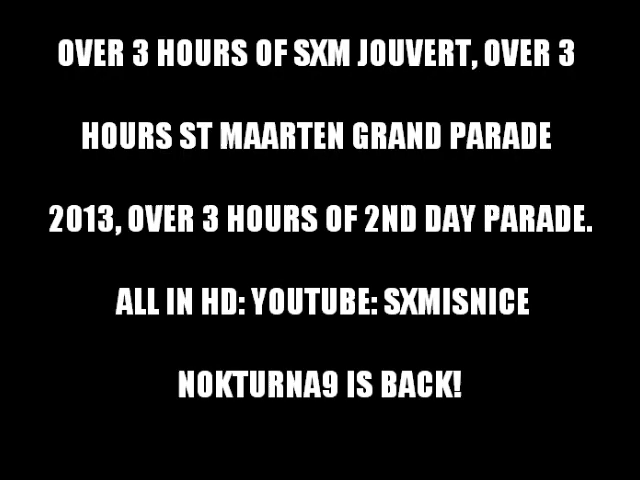 OVER 3 HOURS OF SXM JOUVERT, OVER 3
HOURS ST MAARTEN GRAND PARADE
2013, OVER 3 HOURS OF 2ND DAY PARADE.
ALL IN HD: YOUTUBE: SXMISNICE
NOKTURNA9 IS BACK!